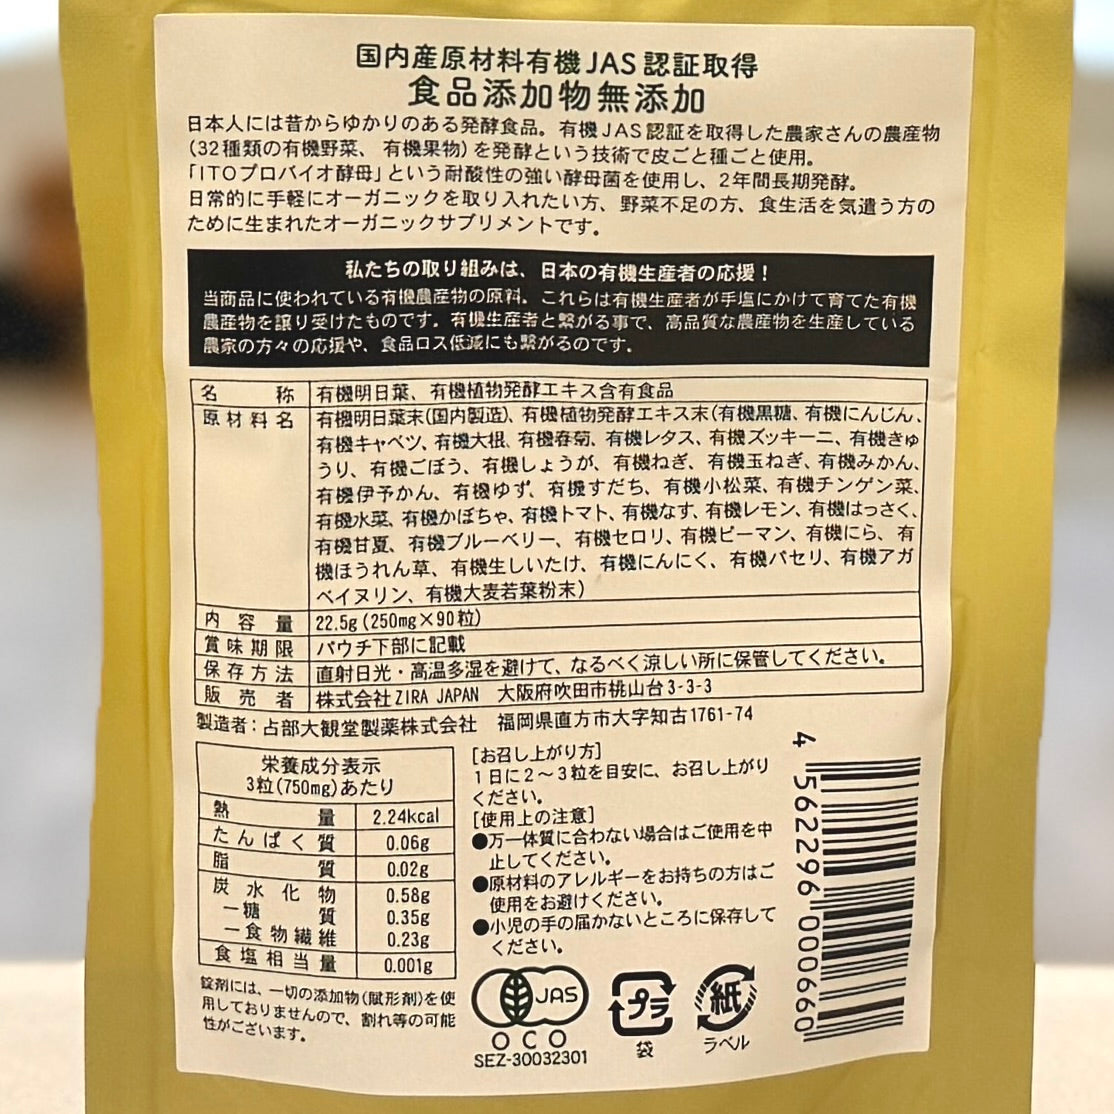 国内産原材料有機JAS認証取得
食品添加物無添加
日本人には昔からゆかりのある発酵食品。有機JAS認証を取得した農家さんの農産物
(32種類の有機野菜、有機果物)を発酵という技術で皮ごと種ごと使用。
「ITOプロバイオ酵母」という耐酸性の強い酵母菌を使用し、2年間長期発酵。
日常的に手軽にオーガニックを取り入れたい方、野菜不足の方、食生活を気遣う方の
ために生まれたオーガニックサプリメントです。
私たちの取り組みは、日本の有機生産者の応援!
当商品に使われている有機農産物の原料。これらは有機生産者が手塩にかけて育てた有機
農産物を譲り受けたものです。有機生産者と繋がる事で、高品質な農産物を生産している
農家の方々の応援や、食品ロス低減にも繋がるのです。
名称 有機明日葉、有機植物発酵エキス含有食品
原材料名 有機明日葉末(国内製造)、有機植物発酵エキス末(有機黒糖、有機にんじん、
有機キャベツ、有機大根、有機春菊、有機レタス、有機ズッキーニ、有機きゅ
うり、有機ごぼう、有機しょうが、有機ねぎ、有機玉ねぎ、有機みかん、
有機伊予かん、有機ゆず、有機すだち、有機小松菜、有機チンゲン菜、
有機水菜、有機かぼちゃ、有機トマト、有機なす、有機レモン、有機はっさく、
有機甘夏、有機ブルーベリー、有機セロリ、有機ピーマン、有機にら、有
機ほうれん草、有機生しいたけ、有機にんにく、有機パセリ、有機アガ
ベイヌリン、有機大麦若葉粉末)
内容量 22.5g(250mg×90粒)
賞味期限 パウチ下部に記載
保存方法 直射日光・高温多湿を避けて、なるべく涼しい所に保管してください。
販売者 株式会社ZIRA JAPAN 大阪府吹田市桃山台3-3-3
製造者:占部大観堂製薬株式会社 福岡県直方市大字知古1761-74
栄養成分表示
3粒(750mg)あたり
熱量 2.24kcal
たんぱく質 0.06g
脂質 0.02g
炭水化物 0.58g
―糖質 0.35g
―食物繊維 0.23g
食塩相当量 0.001g
錠剤には、一切の添加物(賦形剤)を使
用しておりませんので、割れ等の可能
性がございます。
[お召し上がり方]
1日に2～3粒を目安に、お召し上がり
ください。
[使用上の注意]
●万一体質に合わない場合はご使用を中
止してください。
●原材料のアレルギーをお持ちの方はご
使用をお避けください。
●小児の手の届かないところに保存して
ください。
JAS
OCO
SEZ-30032301
プラ
袋
紙
ラベル
4 562296 000660